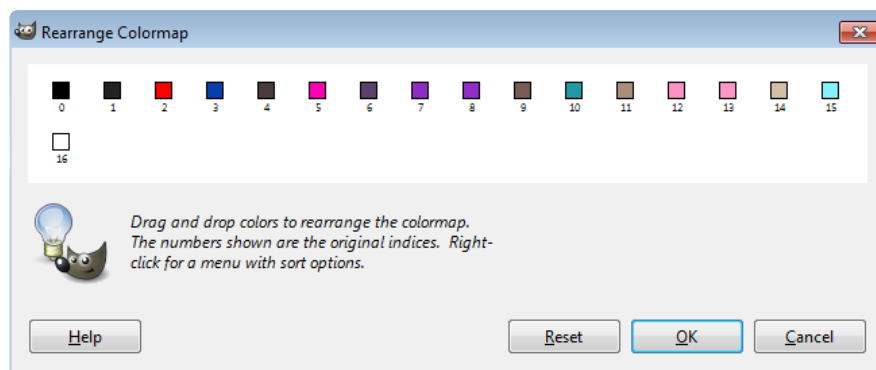 Rearrange Colormap
0 1 2 3 4 5 6 7 8 9 10 11 12 13 14 15
16
Drag and drop colors to rearrange the colormap.
The numbers shown are the original indices.  Right-
click for a menu with sort options.
Help Reset OK Cancel